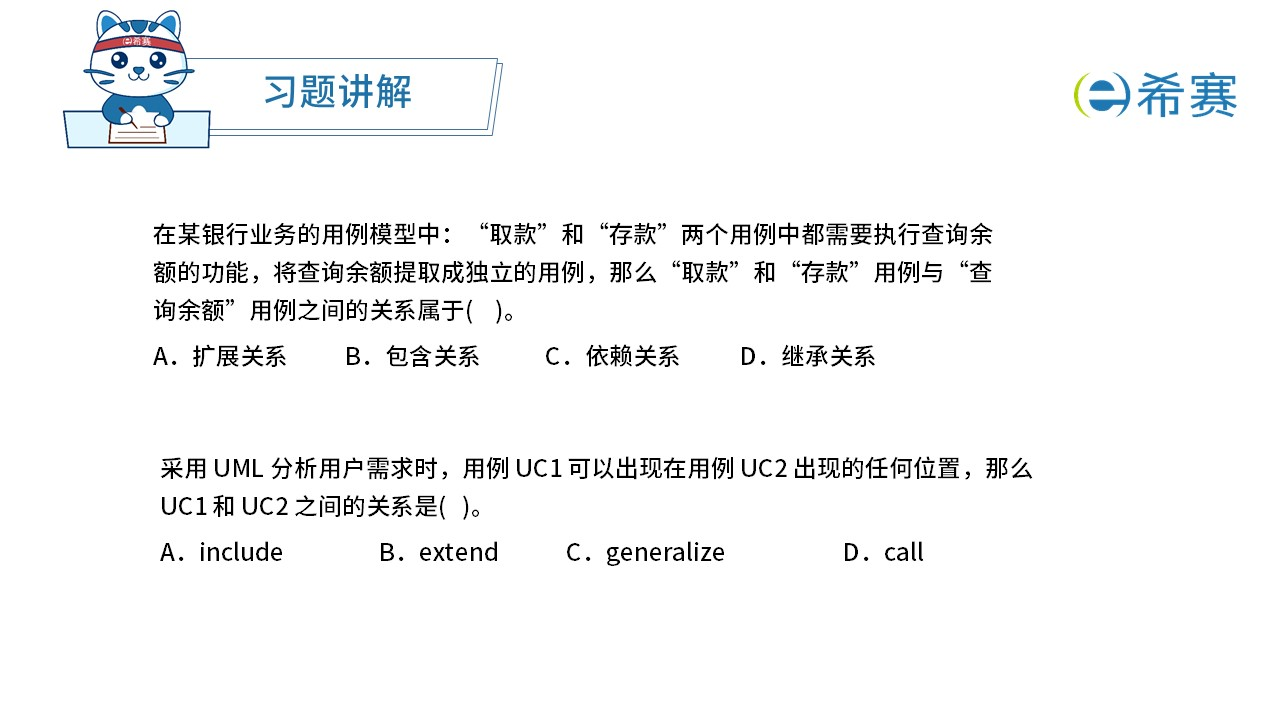 希赛
习题讲解
希赛
在某银行业务的用例模型中：“取款”和“存款”两个用例中都需要执行查询余
额的功能，将查询余额提取成独立的用例，那么“取款”和“存款”用例与“查
询余额”用例之间的关系属于( )。
A．扩展关系 B．包含关系 C．依赖关系 D．继承关系
采用 UML 分析用户需求时，用例 UC1 可以出现在用例 UC2 出现的任何位置，那么
UC1 和 UC2 之间的关系是( )。
A．include B．extend C．generalize D．call